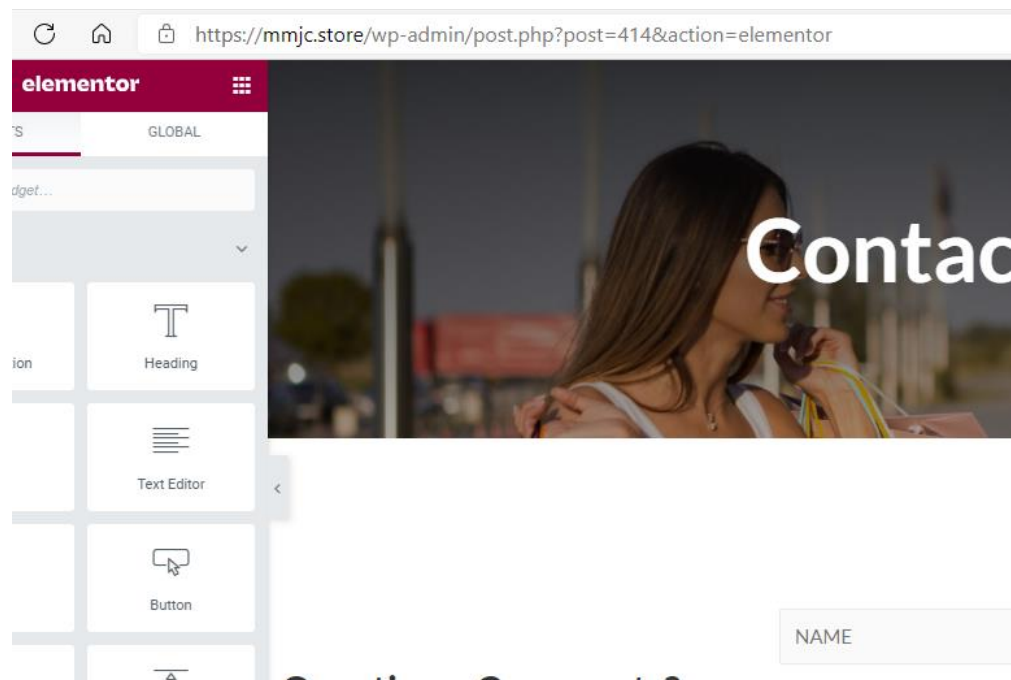 https://mmjc.store/wp-admin/post.php?post=414&action=elementor
elementor
GLOBAL
Contac
Heading
Text Editor
Button
NAME